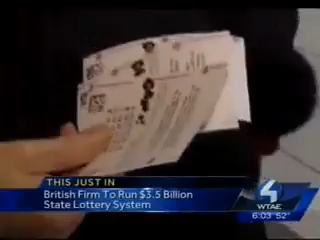 THIS JUST IN
British Firm To Run $3.5 Billion
State Lottery System
4
WTAE
6:03 52°